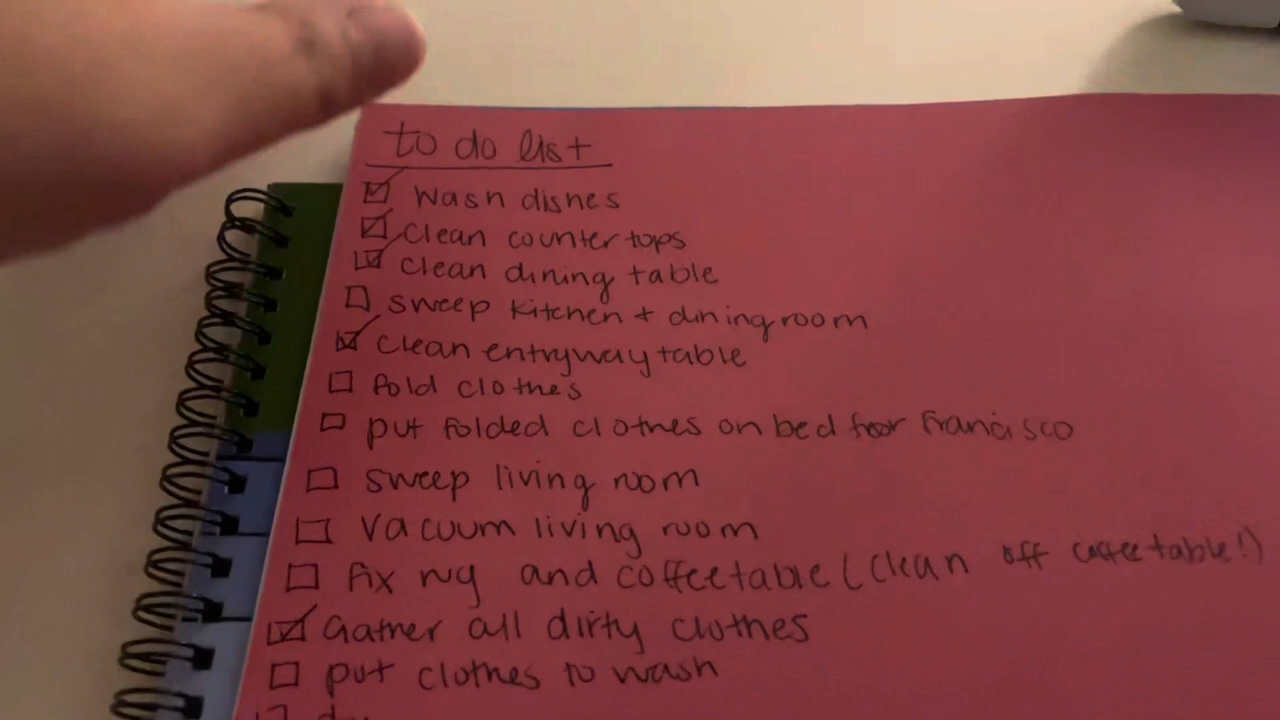 to do list
☑ Wash dishes
☑ Clean counter tops
☑ Clean dining table
☐ sweep kitchen + dining room
☑ Clean entryway table
☐ fold clothes
☐ put folded clothes on bed for Francisco
☐ sweep living room
☐ Vacuum living room
☐ fix rug and coffee table (clean off coffee table!)
☑ Gather all dirty clothes
☐ put clothes to wash